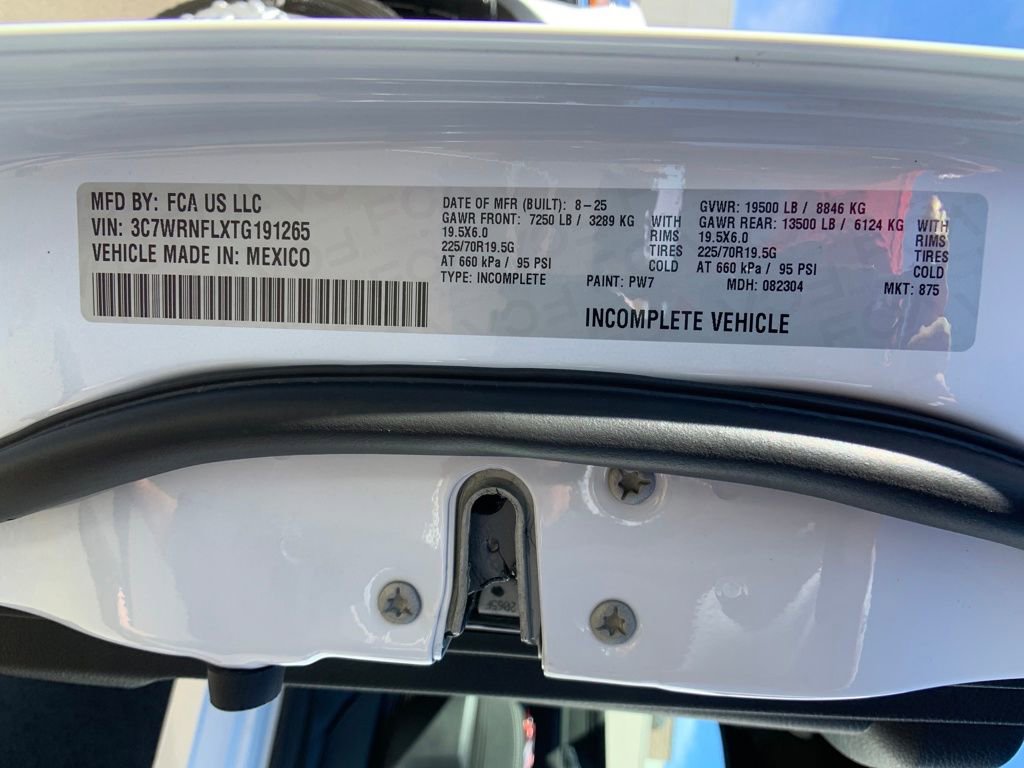 MFD BY: FCA US LLC
VIN: 3C7WRNFLXTG191265
VEHICLE MADE IN: MEXICO
DATE OF MFR (BUILT): 8-25
GAWR FRONT: 7250 LB / 3289 KG WITH
19.5X6.0 RIMS
225/70R19.5G TIRES
AT 660 kPa / 95 PSI COLD
TYPE: INCOMPLETE PAINT: PW7
GVWR: 19500 LB / 8846 KG
GAWR REAR: 13500 LB / 6124 KG WITH
19.5X6.0 RIMS
225/70R19.5G TIRES
AT 660 kPa / 95 PSI COLD
MDH: 082304 MKT: 875
INCOMPLETE VEHICLE